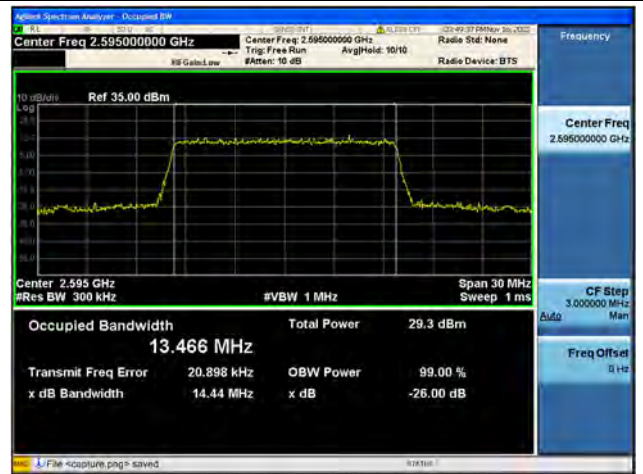 Agilent Spectrum Analyzer - Occupied BW
Center Freq 2.595000000 GHz
Center Freq: 2.595000000 GHz
Radio Std: None
Trig: Free Run Avg|Hold: 10/10
#IFGain:Low #Atten: 10 dB Radio Device: BTS
Frequency
10 dB/div Ref 35.00 dBm
Log
Center Freq
2.595000000 GHz
Center 2.595 GHz Span 30 MHz
#Res BW 300 kHz #VBW 1 MHz Sweep 1 ms
CF Step
3.000000 MHz
Auto Man
Occupied Bandwidth Total Power 29.3 dBm
13.466 MHz
Freq Offset
0 Hz
Transmit Freq Error 20.898 kHz OBW Power 99.00 %
x dB Bandwidth 14.44 MHz x dB -26.00 dB
MSG File <capture.png> saved STATUS